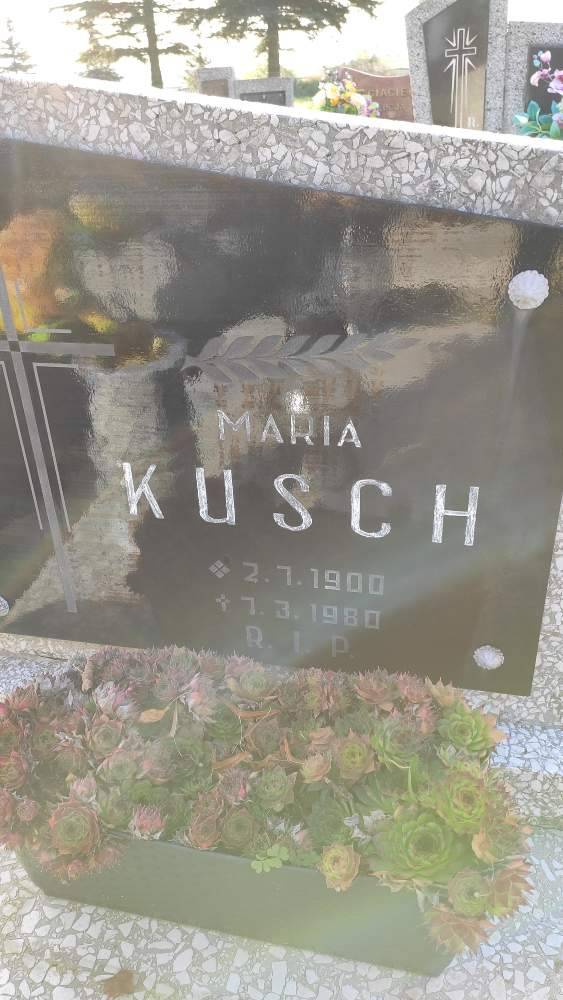 MARIA
KUSCH
2.7.1900
† 7.3.1980
R. I. P.